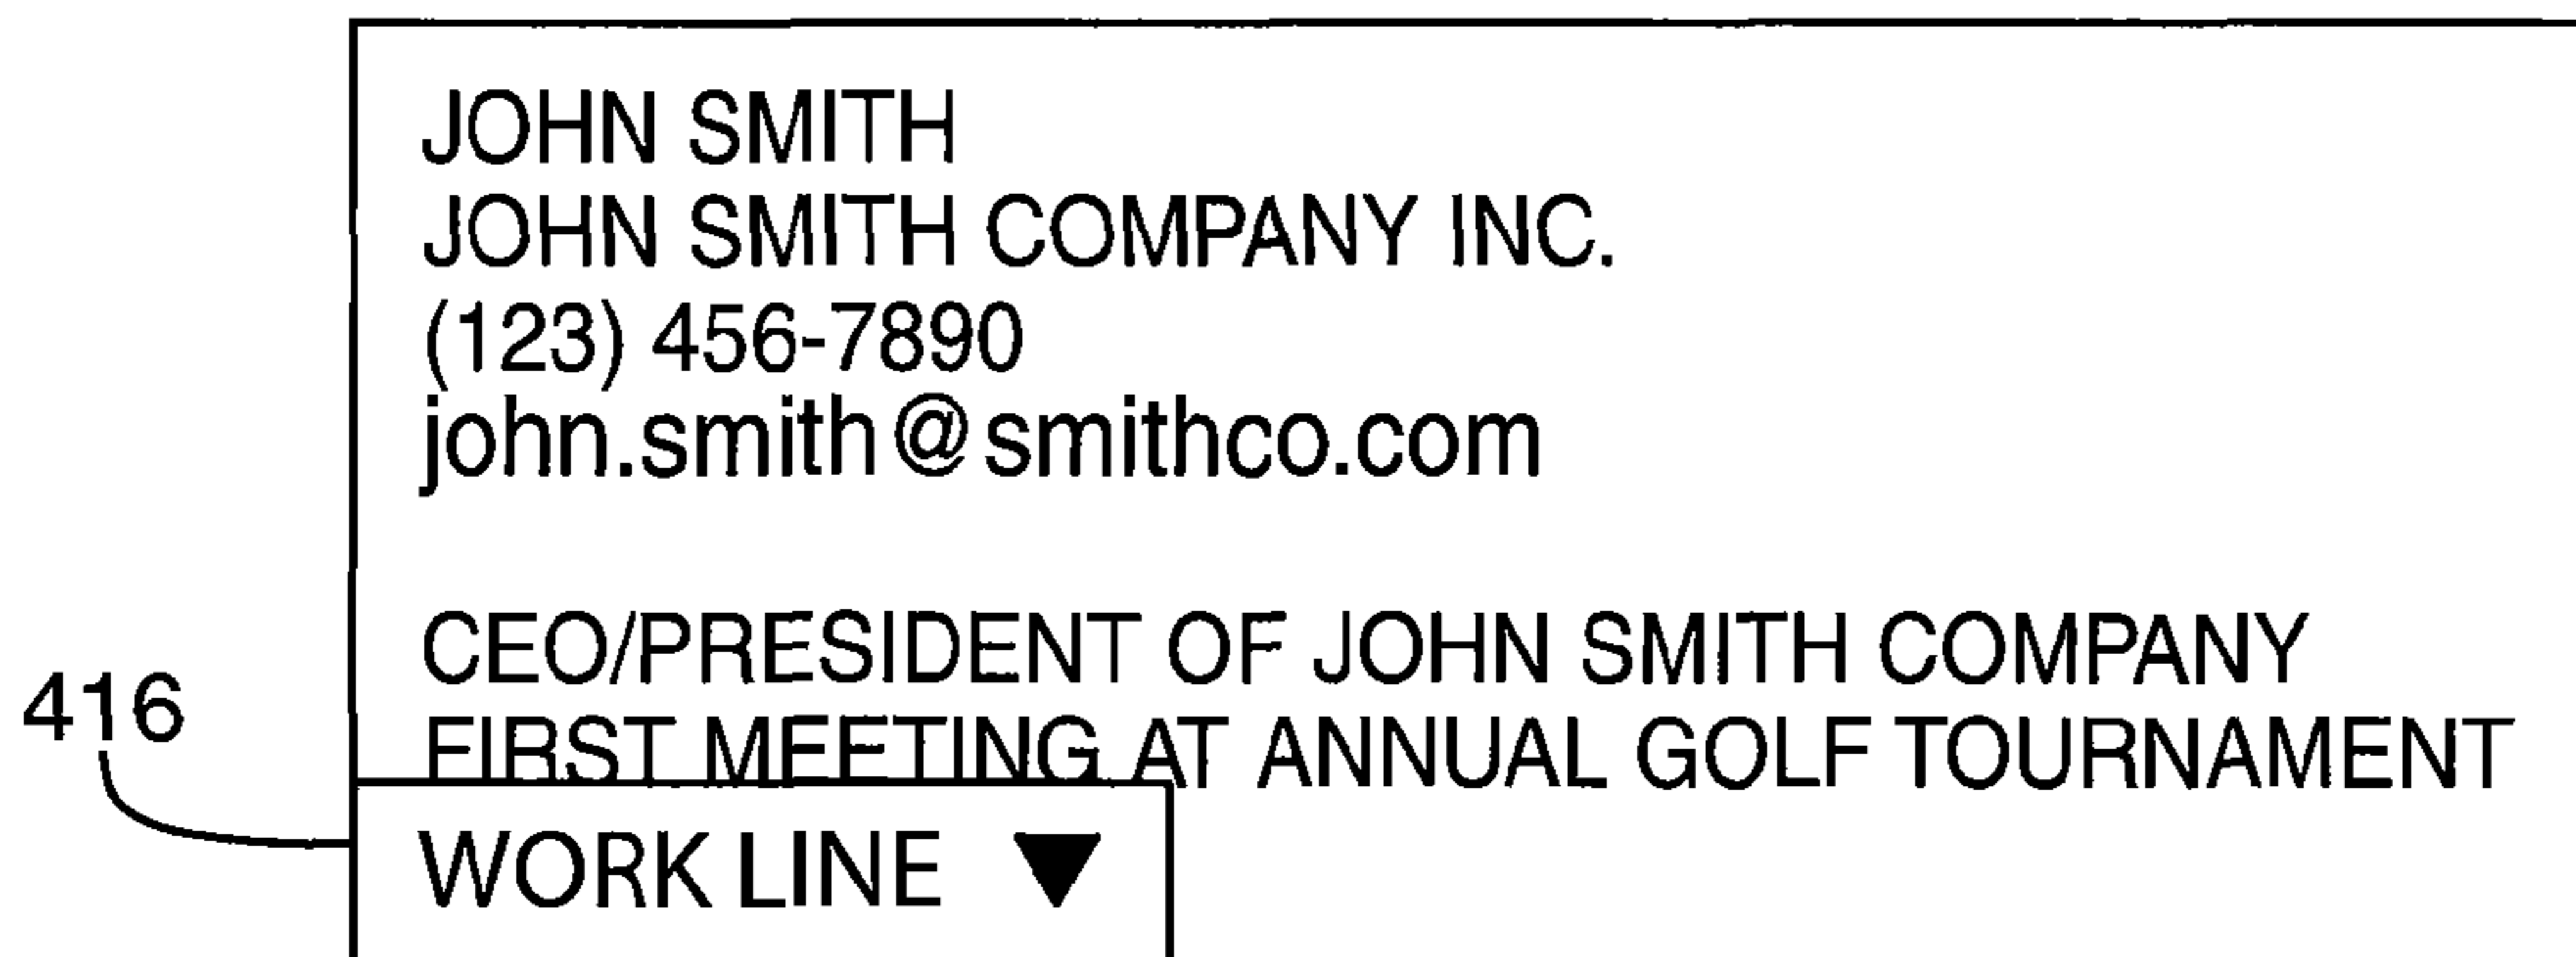 JOHN SMITH
JOHN SMITH COMPANY INC.
(123) 456-7890
john.smith@smithco.com
CEO/PRESIDENT OF JOHN SMITH COMPANY
FIRST MEETING AT ANNUAL GOLF TOURNAMENT
416
WORK LINE ▼